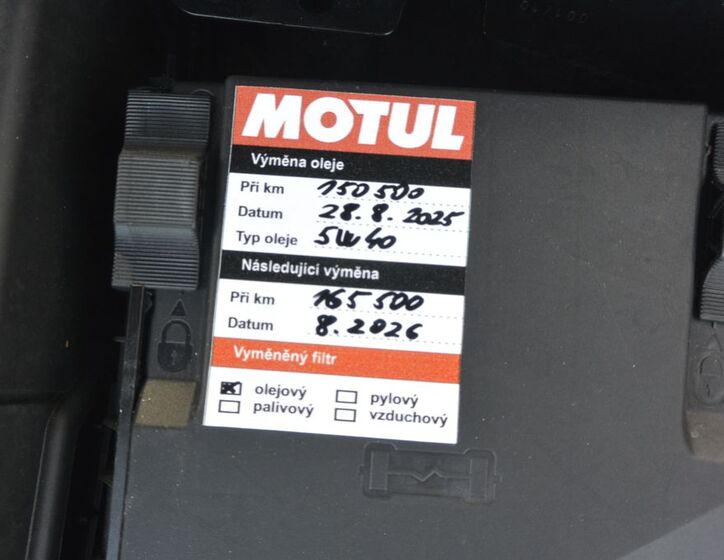 MOTUL
Výměna oleje
Při km 150 500
Datum 28.8.2025
Typ oleje 5W40
Následující výměna
Při km 165 500
Datum 8.2026
Vyměněný filtr
olejový pylový
palivový vzduchový